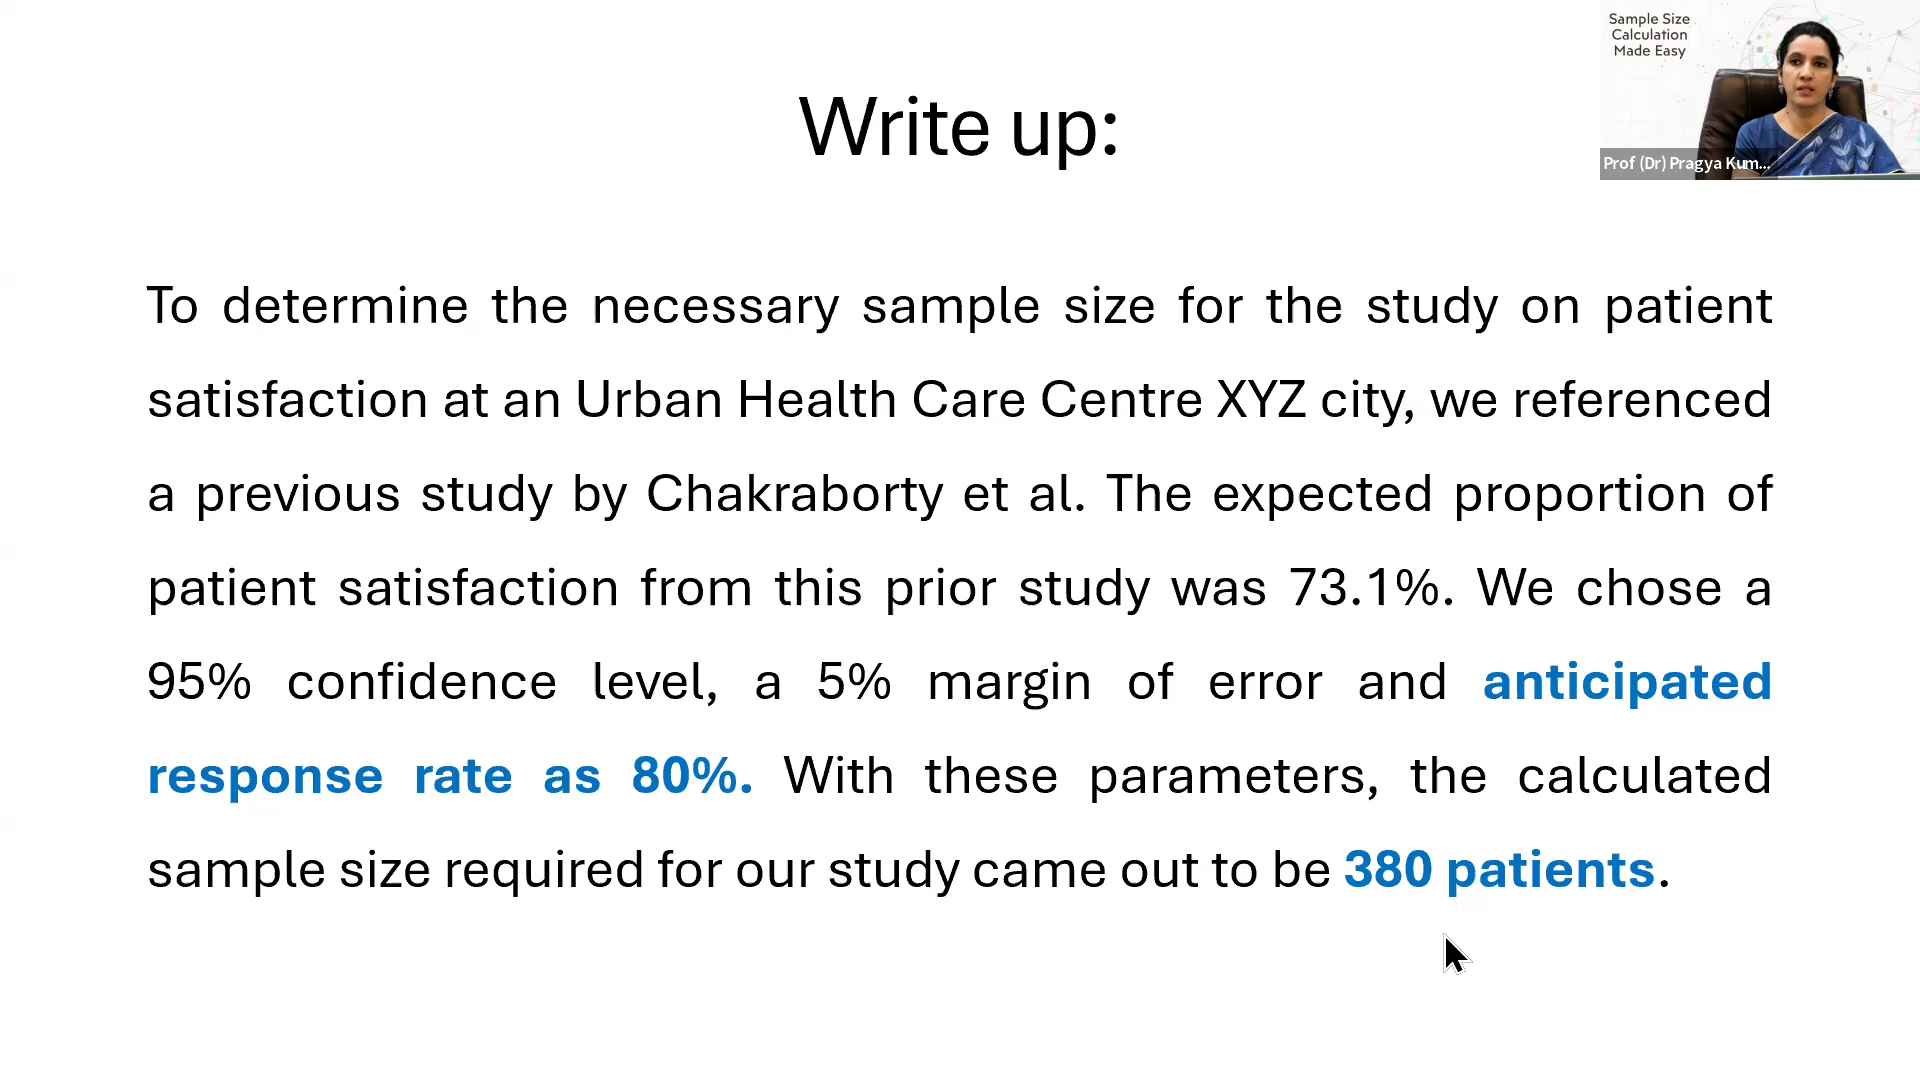 Sample Size
Calculation
Made Easy
Prof (Dr) Pragya Kum...
Write up:
To determine the necessary sample size for the study on patient
satisfaction at an Urban Health Care Centre XYZ city, we referenced
a previous study by Chakraborty et al. The expected proportion of
patient satisfaction from this prior study was 73.1%. We chose a
95% confidence level, a 5% margin of error and anticipated
response rate as 80%. With these parameters, the calculated
sample size required for our study came out to be 380 patients.